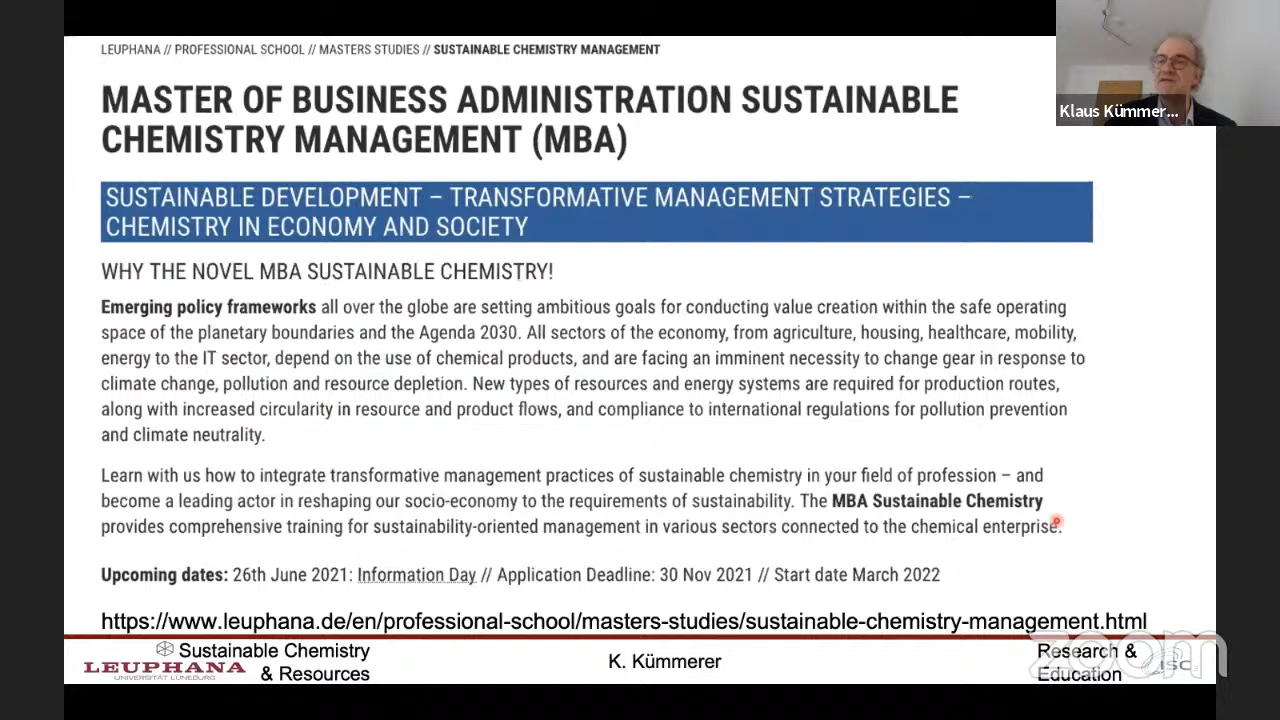 LEUPHANA // PROFESSIONAL SCHOOL // MASTERS STUDIES // SUSTAINABLE CHEMISTRY MANAGEMENT
Klaus Kümmer...
MASTER OF BUSINESS ADMINISTRATION SUSTAINABLE
CHEMISTRY MANAGEMENT (MBA)
SUSTAINABLE DEVELOPMENT – TRANSFORMATIVE MANAGEMENT STRATEGIES –
CHEMISTRY IN ECONOMY AND SOCIETY
WHY THE NOVEL MBA SUSTAINABLE CHEMISTRY!
Emerging policy frameworks all over the globe are setting ambitious goals for conducting value creation within the safe operating
space of the planetary boundaries and the Agenda 2030. All sectors of the economy, from agriculture, housing, healthcare, mobility,
energy to the IT sector, depend on the use of chemical products, and are facing an imminent necessity to change gear in response to
climate change, pollution and resource depletion. New types of resources and energy systems are required for production routes,
along with increased circularity in resource and product flows, and compliance to international regulations for pollution prevention
and climate neutrality.
Learn with us how to integrate transformative management practices of sustainable chemistry in your field of profession – and
become a leading actor in reshaping our socio-economy to the requirements of sustainability. The MBA Sustainable Chemistry
provides comprehensive training for sustainability-oriented management in various sectors connected to the chemical enterprise.
Upcoming dates: 26th June 2021: Information Day // Application Deadline: 30 Nov 2021 // Start date March 2022
https://www.leuphana.de/en/professional-school/masters-studies/sustainable-chemistry-management.html
Sustainable Chemistry
& Resources
LEUPHANA
UNIVERSITÄT LÜNEBURG
K. Kümmerer
Research &
Education
ISC
zoom